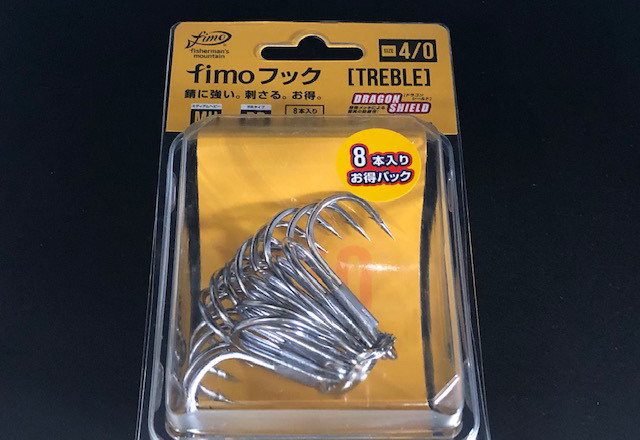 fimo
fisherman's
mountain
SIZE 4/0
fimoフック [TREBLE]
錆に強い。刺さる。お得。
DRAGON
SHIELD
8本入り
8本入り
お得パック